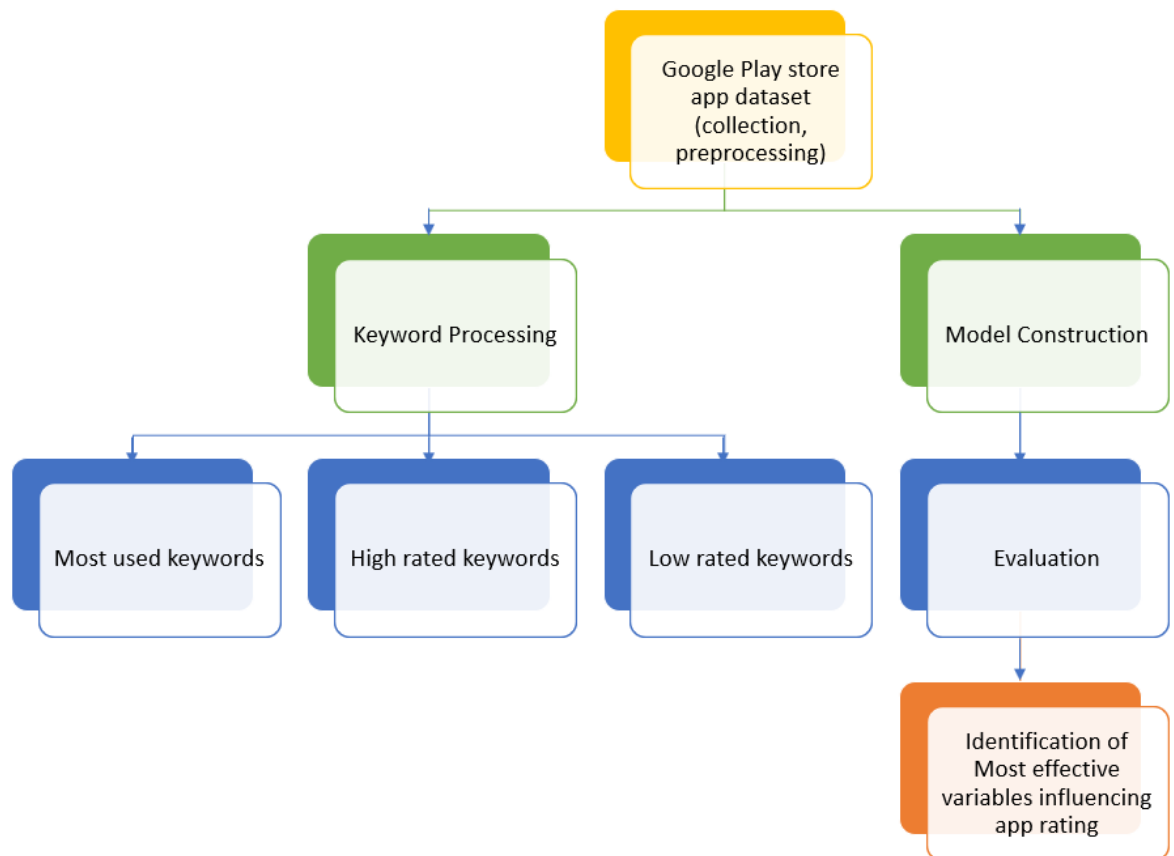 Google Play store
app dataset
(collection,
preprocessing)
Keyword Processing
Model Construction
Most used keywords
High rated keywords
Low rated keywords
Evaluation
Identification of
Most effective
variables influencing
app rating